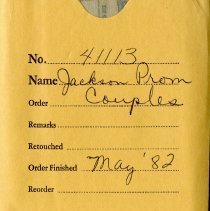 No. 41113
Name Jackson Prom
Order Couples
Remarks
Retouched
Order Finished May '82
Reorder